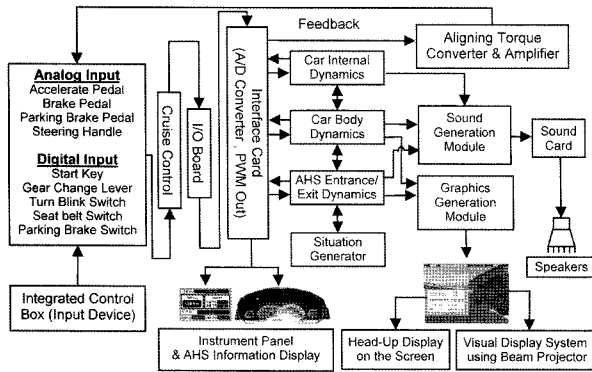 Feedback
Aligning Torque
Converter & Amplifier
Analog Input
Accelerate Pedal
Brake Pedal
Parking Brake Pedal
Steering Handle
Digital Input
Start Key
Gear Change Lever
Turn Blink Switch
Seat belt Switch
Parking Brake Switch
Cruise Control
I/O Board
Interface Card
(A/D Converter , PWM Out)
Car Internal
Dynamics
Car Body
Dynamics
AHS Entrance/
Exit Dynamics
Situation
Generator
Sound
Generation
Module
Graphics
Generation
Module
Sound
Card
Speakers
Integrated Control
Box (Input Device)
Instrument Panel
& AHS Information Display
Head-Up Display
on the Screen
Visual Display System
using Beam Projector